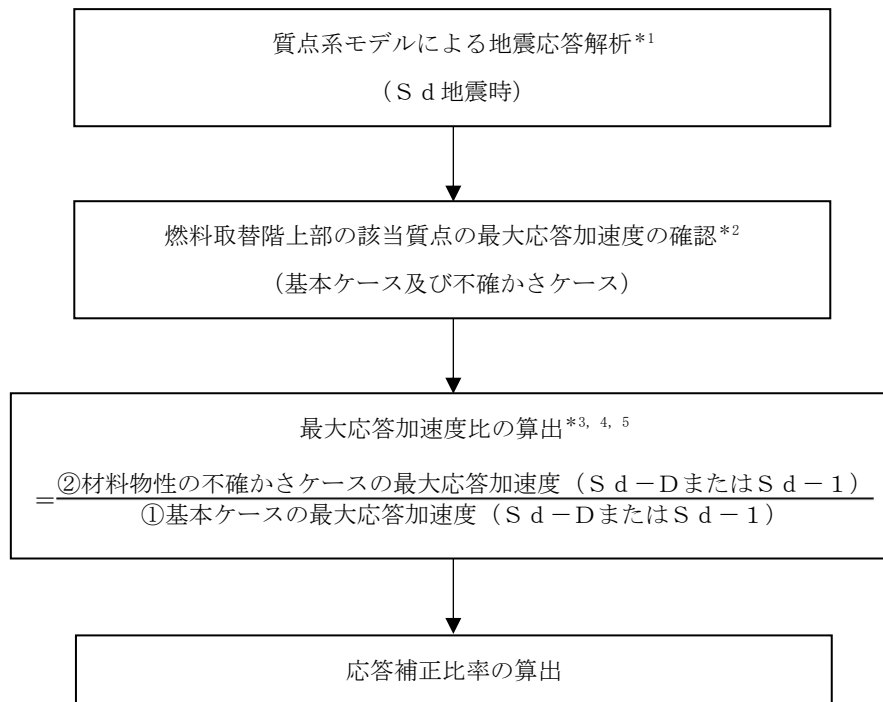 質点系モデルによる地震応答解析*1
（Ｓｄ地震時）
燃料取替階上部の該当質点の最大応答加速度の確認*2
（基本ケース及び不確かさケース）
最大応答加速度比の算出*3, 4, 5
＝②材料物性の不確かさケースの最大応答加速度（Ｓｄ－ＤまたはＳｄ－１）
①基本ケースの最大応答加速度（Ｓｄ－ＤまたはＳｄ－１）
応答補正比率の算出